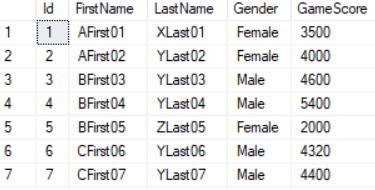 Id FirstName LastName Gender GameScore
1 1 AFirst01 XLast01 Female 3500
2 2 AFirst02 YLast02 Female 4000
3 3 BFirst03 YLast03 Male 4600
4 4 BFirst04 YLast04 Male 5400
5 5 BFirst05 ZLast05 Female 2000
6 6 CFirst06 YLast06 Male 4320
7 7 CFirst07 YLast07 Male 4400